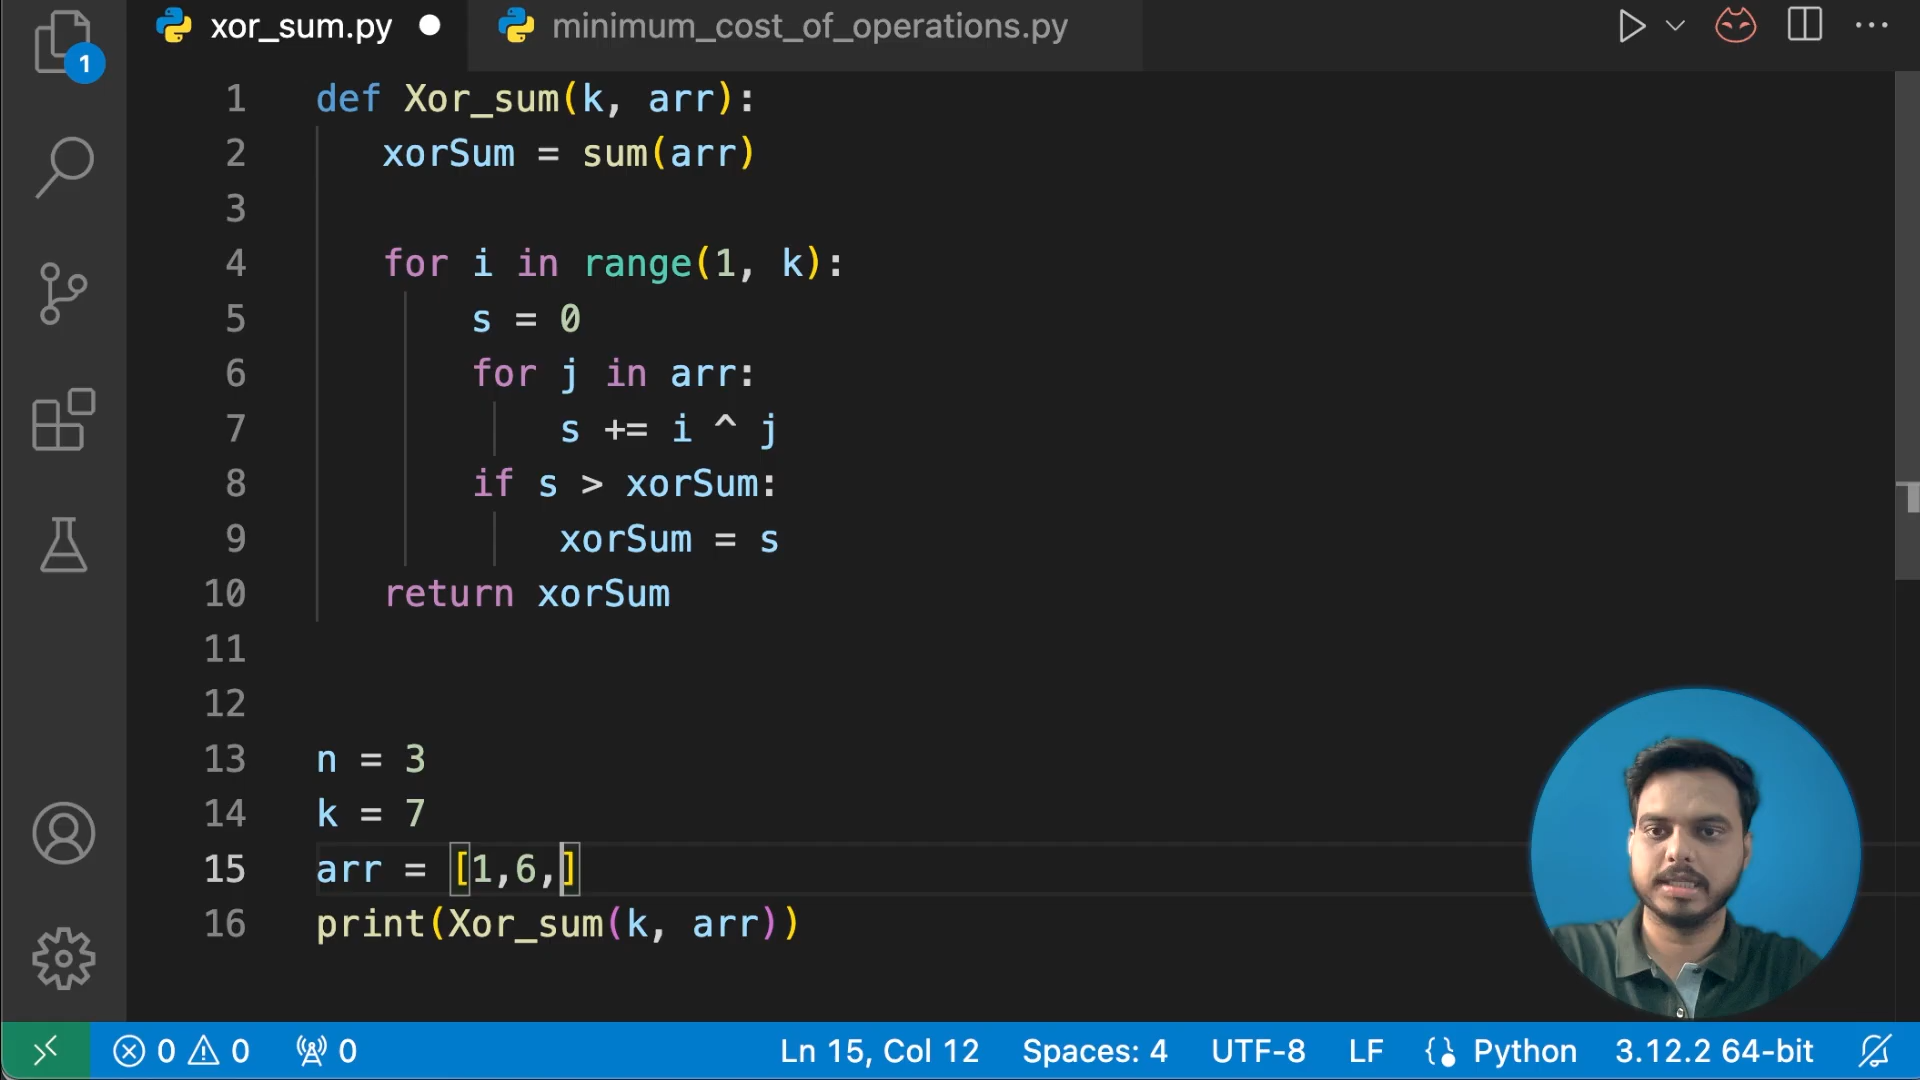 xor_sum.py
minimum_cost_of_operations.py
1
1 def Xor_sum(k, arr):
2 xorSum = sum(arr)
3
4 for i in range(1, k):
5 s = 0
6 for j in arr:
7 s += i ^ j
8 if s > xorSum:
9 xorSum = s
10 return xorSum
11
12
13 n = 3
14 k = 7
15 arr = [1,6,]
16 print(Xor_sum(k, arr))
0 0 0 Ln 15, Col 12 Spaces: 4 UTF-8 LF Python 3.12.2 64-bit